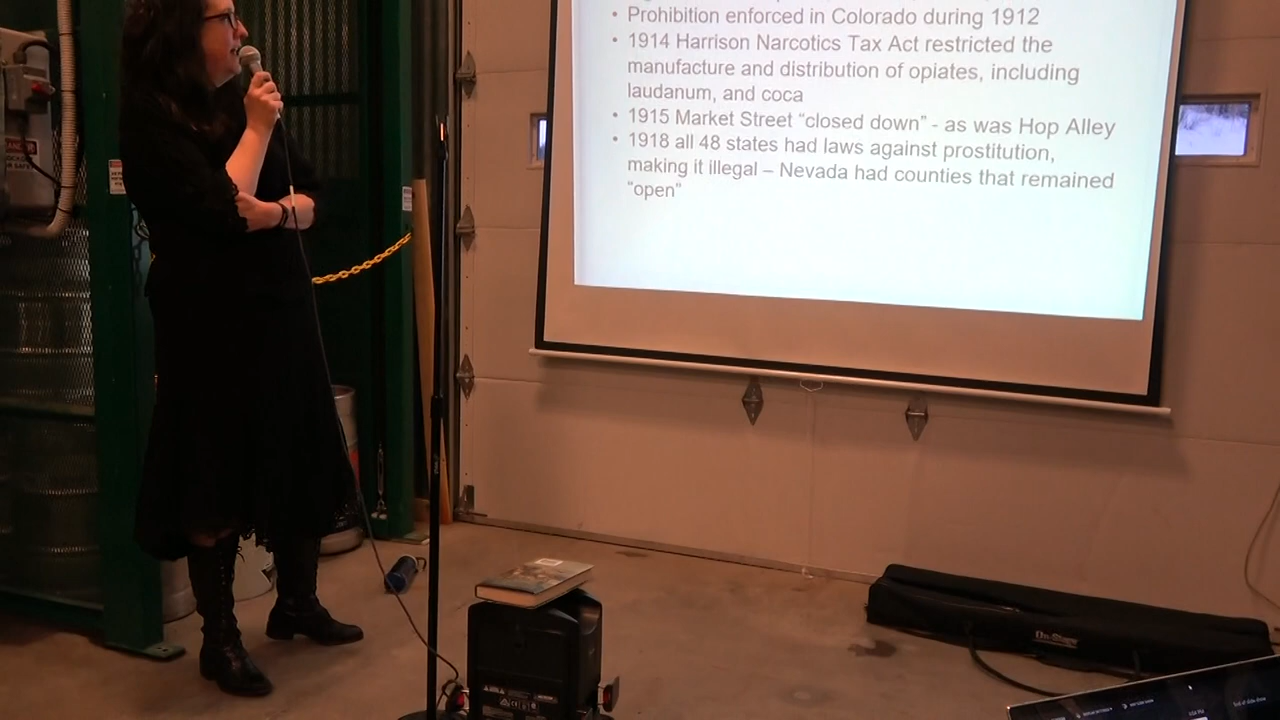 • Prohibition enforced in Colorado during 1912
• 1914 Harrison Narcotics Tax Act restricted the
manufacture and distribution of opiates, including
laudanum, and coca
• 1915 Market Street “closed down” - as was Hop Alley
• 1918 all 48 states had laws against prostitution,
making it illegal – Nevada had counties that remained
“open”
On-Stage